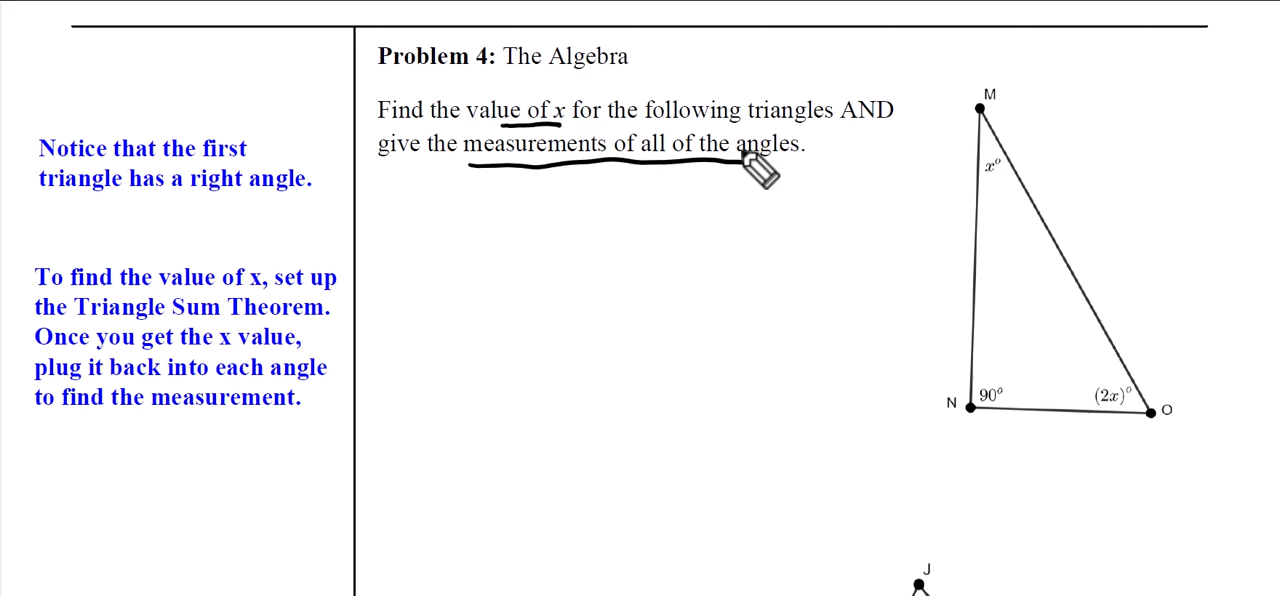 Problem 4: The Algebra
Find the value of x for the following triangles AND
give the measurements of all of the angles.
Notice that the first
triangle has a right angle.
To find the value of x, set up
the Triangle Sum Theorem.
Once you get the x value,
plug it back into each angle
to find the measurement.
M
x°
N
90°
(2x)°
O
J